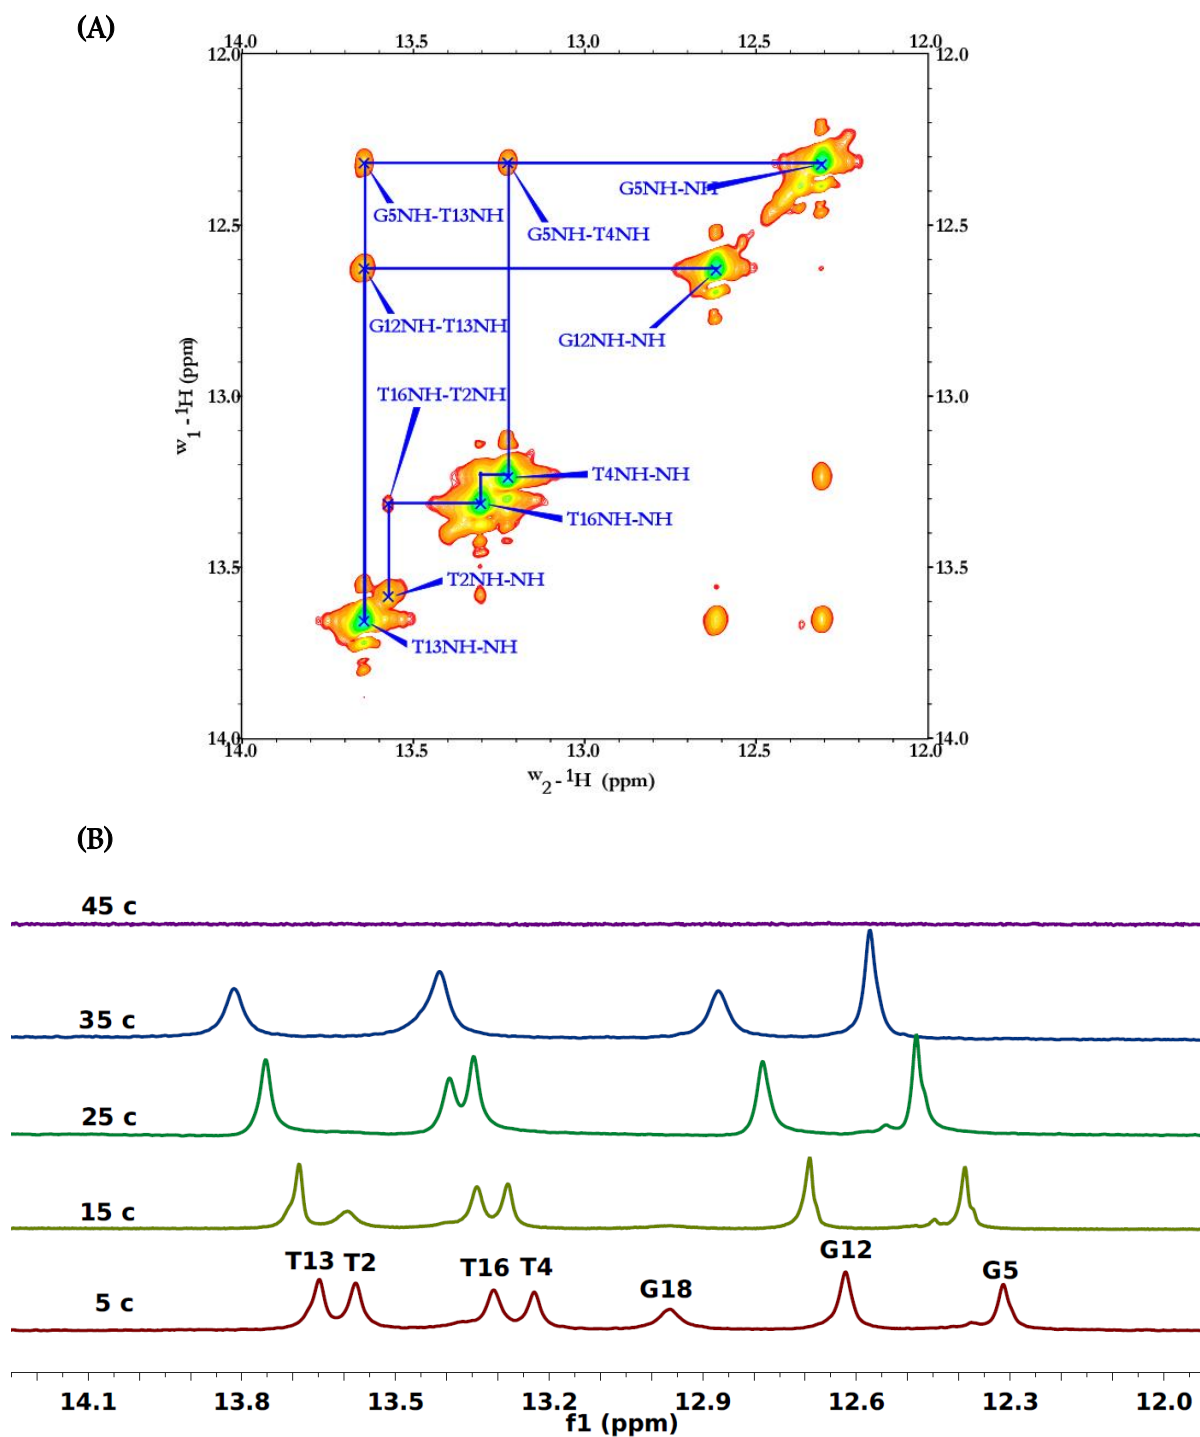 (A)
14.0 13.5 13.0 12.5 12.0
12.0 12.0
G5NH-NH
G5NH-T13NH
G5NH-T4NH
12.5 12.5
G12NH-T13NH
G12NH-NH
T16NH-T2NH
13.0 13.0
w1 - 1H (ppm)
T4NH-NH
T16NH-NH
13.5 13.5
T2NH-NH
T13NH-NH
14.0 14.0
14.0 13.5 13.0 12.5 12.0
w2 - 1H (ppm)
(B)
45 c
35 c
25 c
15 c
T13 T2 T16 T4 G18 G12 G5
5 c
14.1 13.8 13.5 13.2 12.9 12.6 12.3 12.0
f1 (ppm)